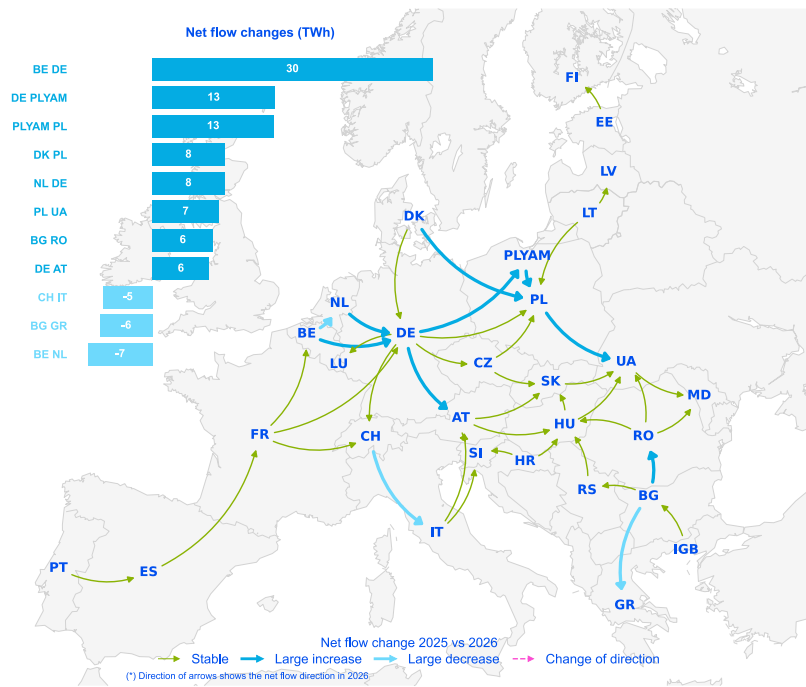 Net flow changes (TWh)
BE DE 30
DE PLYAM 13
PLYAM PL 13
DK PL 8
NL DE 8
PL UA 7
BG RO 6
DE AT 6
CH IT -5
BG GR -6
BE NL -7
FI
EE
LV
LT
DK
PLYAM
PL
NL
BE
DE
LU
CZ
SK
UA
MD
AT
FR
CH
HU
RO
SI
HR
RS
BG
IT
IGB
PT
ES
GR
Net flow change 2025 vs 2026
Stable Large increase Large decrease Change of direction
(*) Direction of arrows shows the net flow direction in 2026